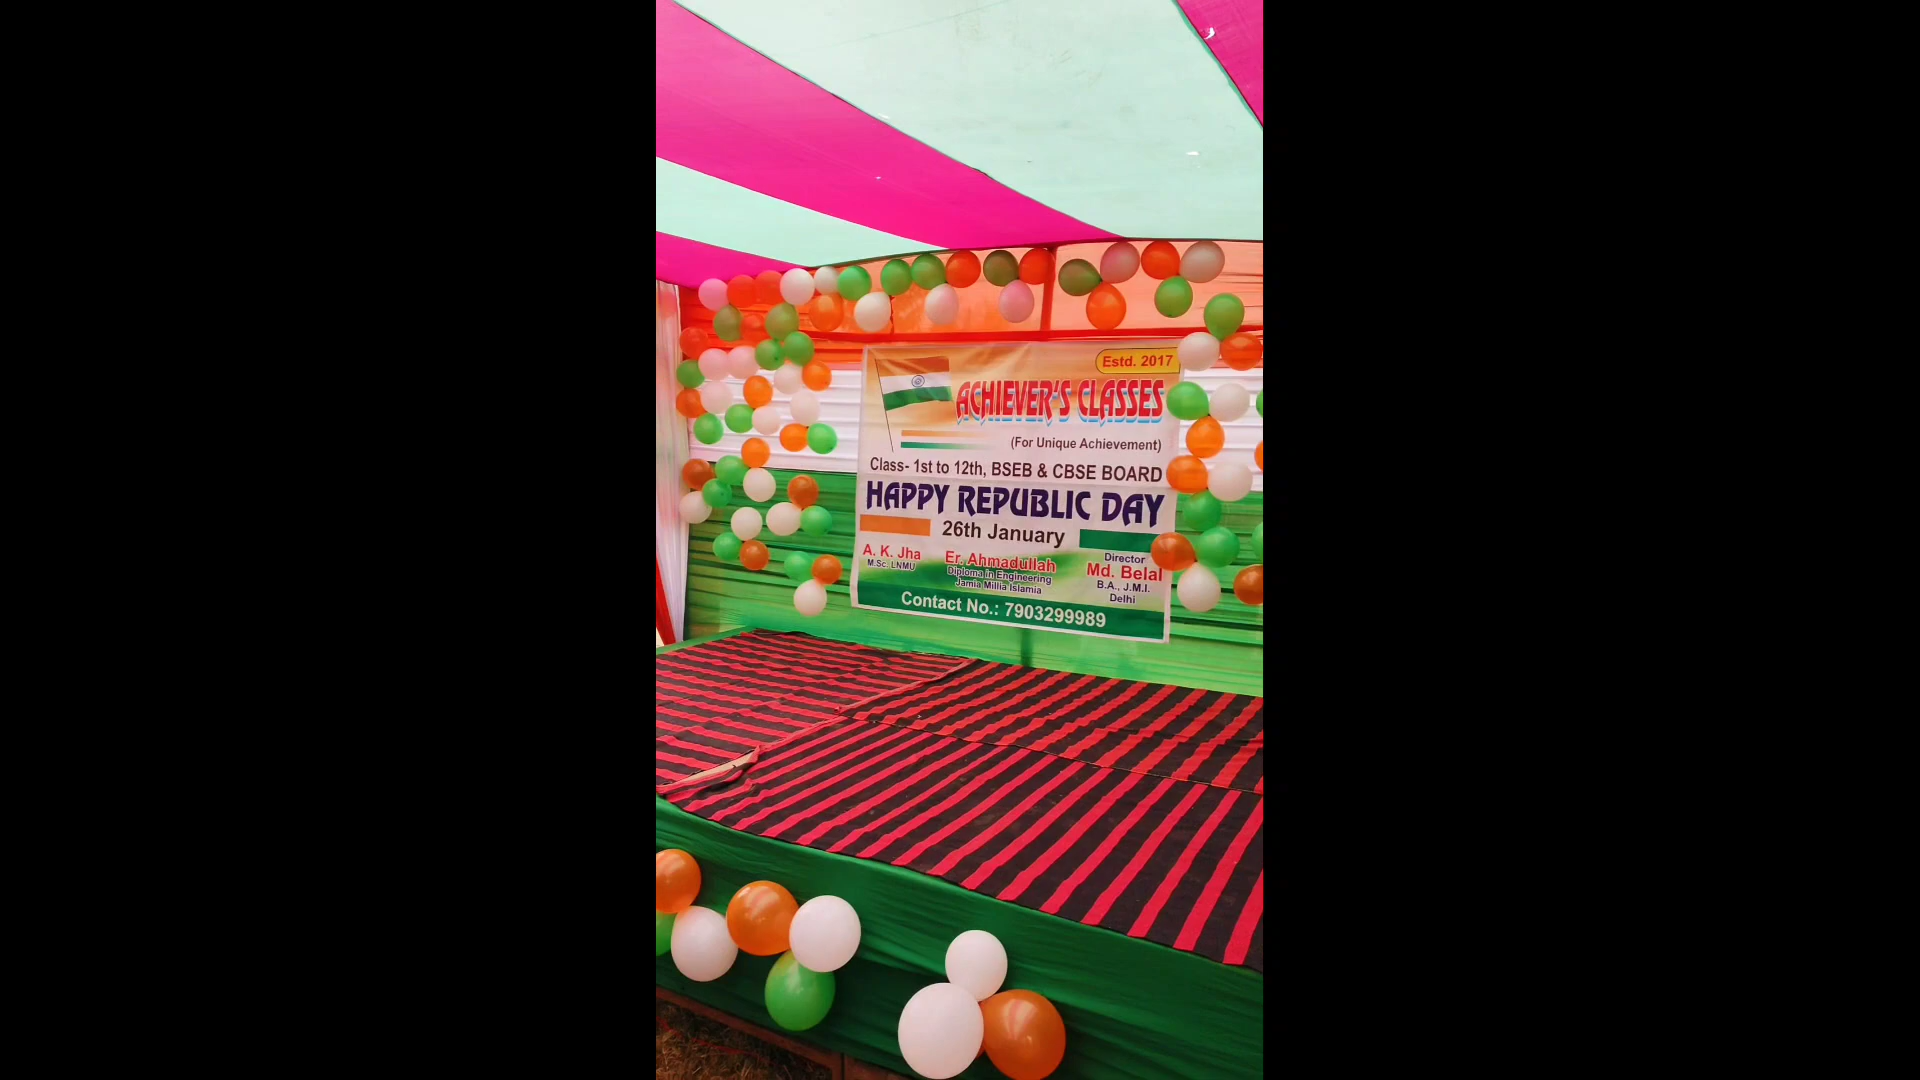 Estd. 2017
ACHIEVER'S CLASSES
(For Unique Achievement)
Class- 1st to 12th, BSEB & CBSE BOARD
HAPPY REPUBLIC DAY
26th January
A. K. Jha
M.Sc. LNMU
Er. Ahmadullah
Diploma in Engineering
Jamia Millia Islamia
Director
Md. Belal
B.A., J.M.I.
Delhi
Contact No.: 7903299989